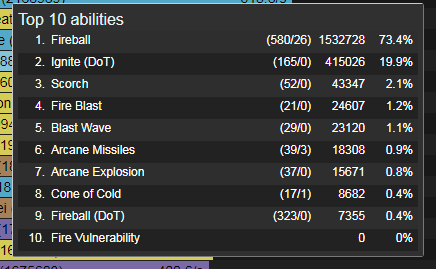 Top 10 abilities
1. Fireball (580/26) 1532728 73.4%
2. Ignite (DoT) (165/0) 415026 19.9%
3. Scorch (52/0) 43347 2.1%
4. Fire Blast (21/0) 24607 1.2%
5. Blast Wave (29/0) 23120 1.1%
6. Arcane Missiles (39/3) 18308 0.9%
7. Arcane Explosion (37/0) 15671 0.8%
8. Cone of Cold (17/1) 8682 0.4%
9. Fireball (DoT) (323/0) 7355 0.4%
10. Fire Vulnerability 0 0%